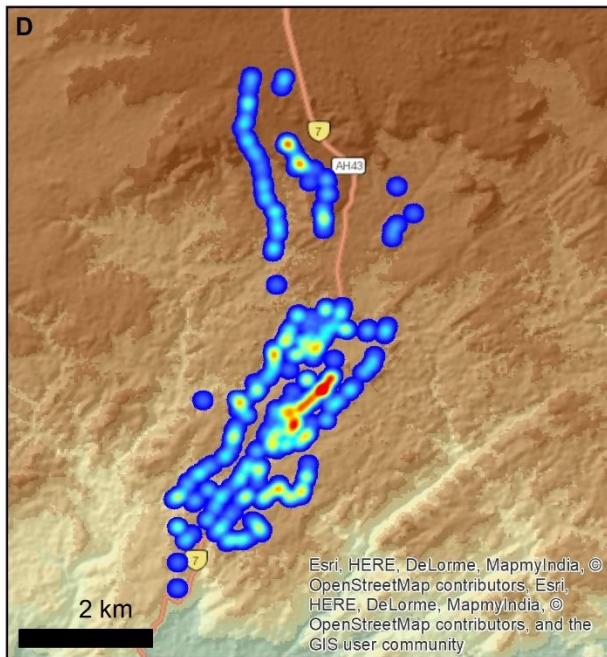 D
7
AH43
7
Esri, HERE, DeLorme, MapmyIndia, ©
OpenStreetMap contributors, Esri,
HERE, DeLorme, MapmyIndia, ©
OpenStreetMap contributors, and the
GIS user community
2 km